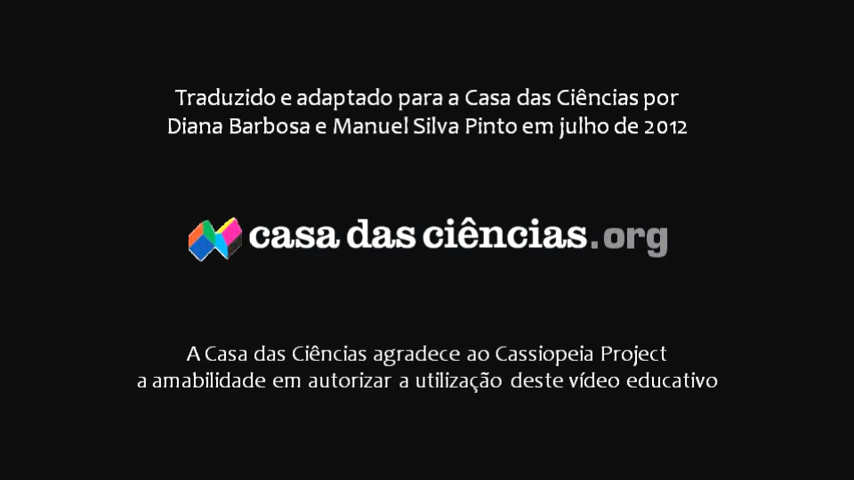 Traduzido e adaptado para a Casa das Ciências por
Diana Barbosa e Manuel Silva Pinto em julho de 2012
casa das ciências.org
A Casa das Ciências agradece ao Cassiopeia Project
a amabilidade em autorizar a utilização deste vídeo educativo